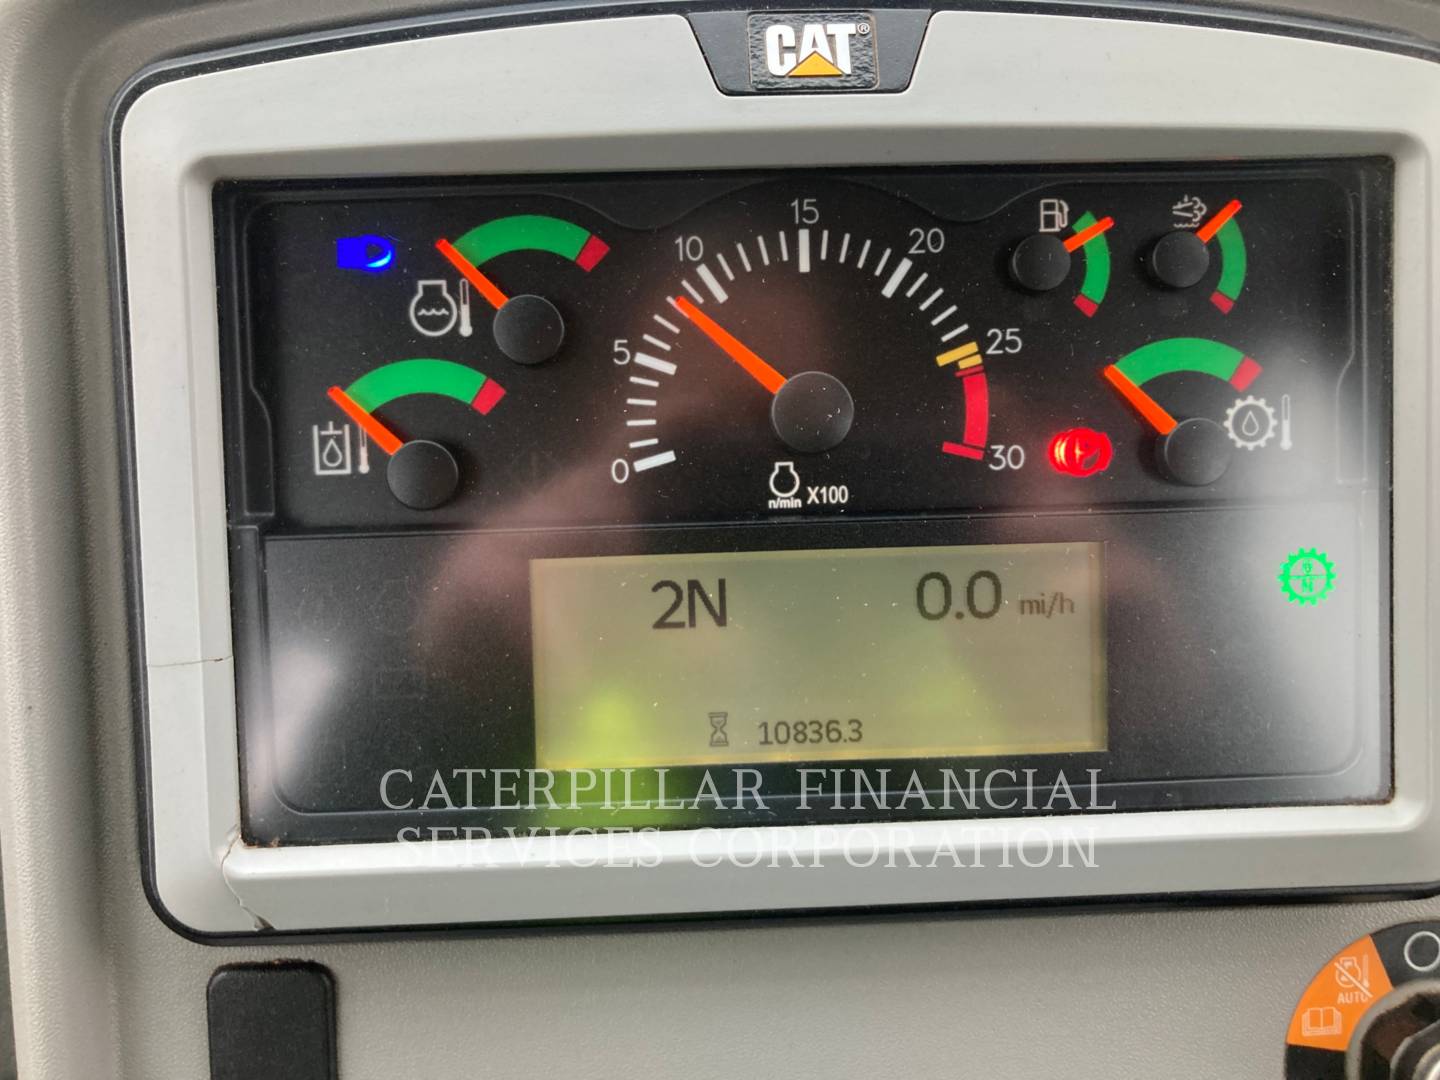 CAT®
15
10
20
5
25
0
30
n/min X100
2N
0.0 mi/h
10836.3
CATERPILLAR FINANCIAL
SERVICES CORPORATION
AUTO